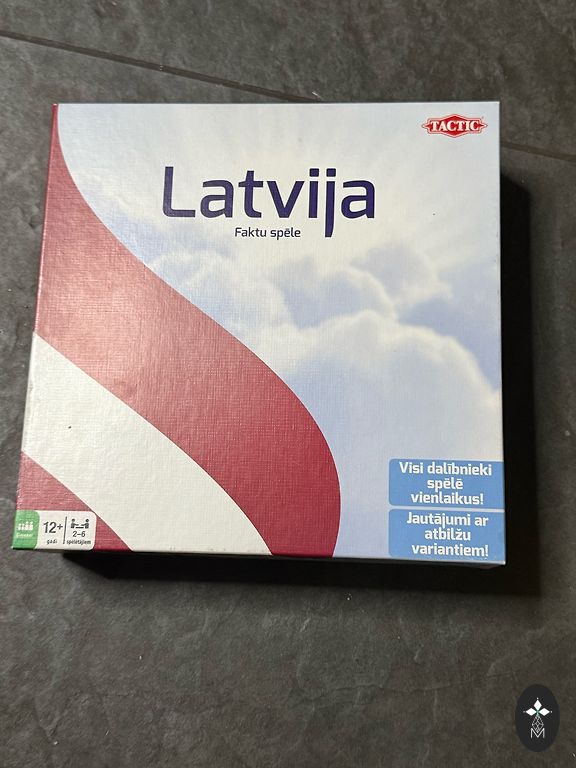 TACTIC
Latvija
Faktu spēle
Visi dalībnieki
spēlē
vienlaikus!
Jautājumi ar
atbilžu
variantiem!
12+
gadi
2-6
spēlētājiem